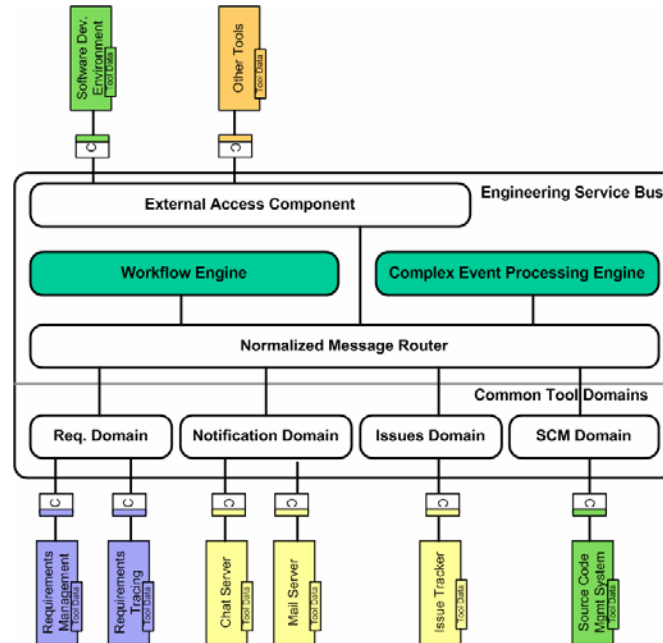 Software Dev.
Environment
Tool Data
Other Tools
Tool Data
C
C
Engineering Service Bus
External Access Component
Workflow Engine
Complex Event Processing Engine
Normalized Message Router
Common Tool Domains
Req. Domain
Notification Domain
Issues Domain
SCM Domain
C
C
C
C
C
C
Requirements
Management
Tool Data
Requirements
Tracing
Tool Data
Chat Server
Tool Data
Mail Server
Tool Data
Issue Tracker
Tool Data
Source Code
Mgmt System
Tool Data